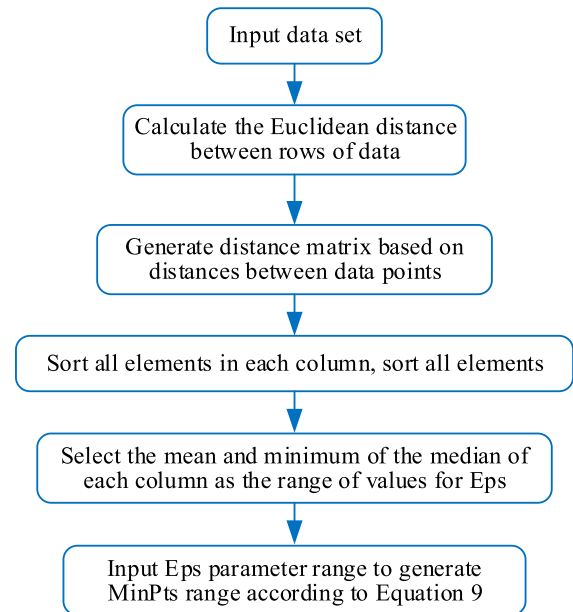 Input data set
Calculate the Euclidean distance
between rows of data
Generate distance matrix based on
distances between data points
Sort all elements in each column, sort all elements
Select the mean and minimum of the median of
each column as the range of values for Eps
Input Eps parameter range to generate
MinPts range according to Equation 9